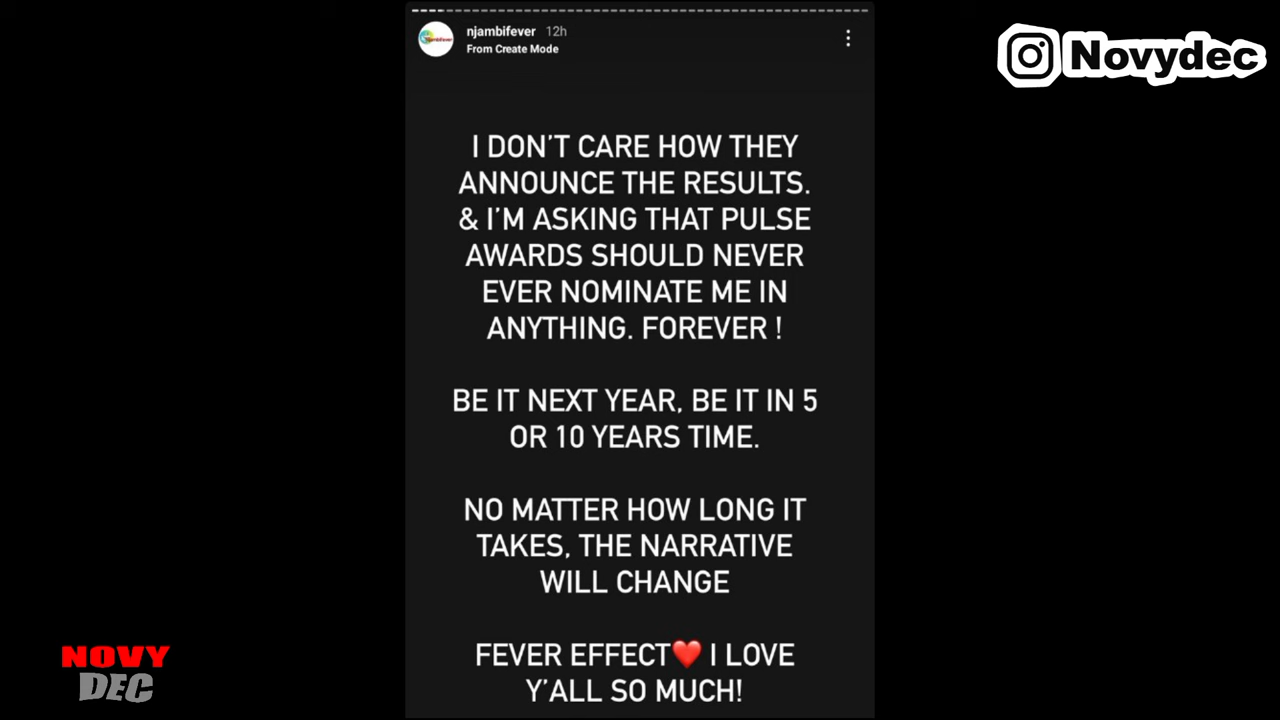 njambifever 12h
From Create Mode
Novydec
I DON'T CARE HOW THEY
ANNOUNCE THE RESULTS.
& I'M ASKING THAT PULSE
AWARDS SHOULD NEVER
EVER NOMINATE ME IN
ANYTHING. FOREVER !
BE IT NEXT YEAR, BE IT IN 5
OR 10 YEARS TIME.
NO MATTER HOW LONG IT
TAKES, THE NARRATIVE
WILL CHANGE
FEVER EFFECT❤️ I LOVE
Y'ALL SO MUCH!
NOVY
DEC